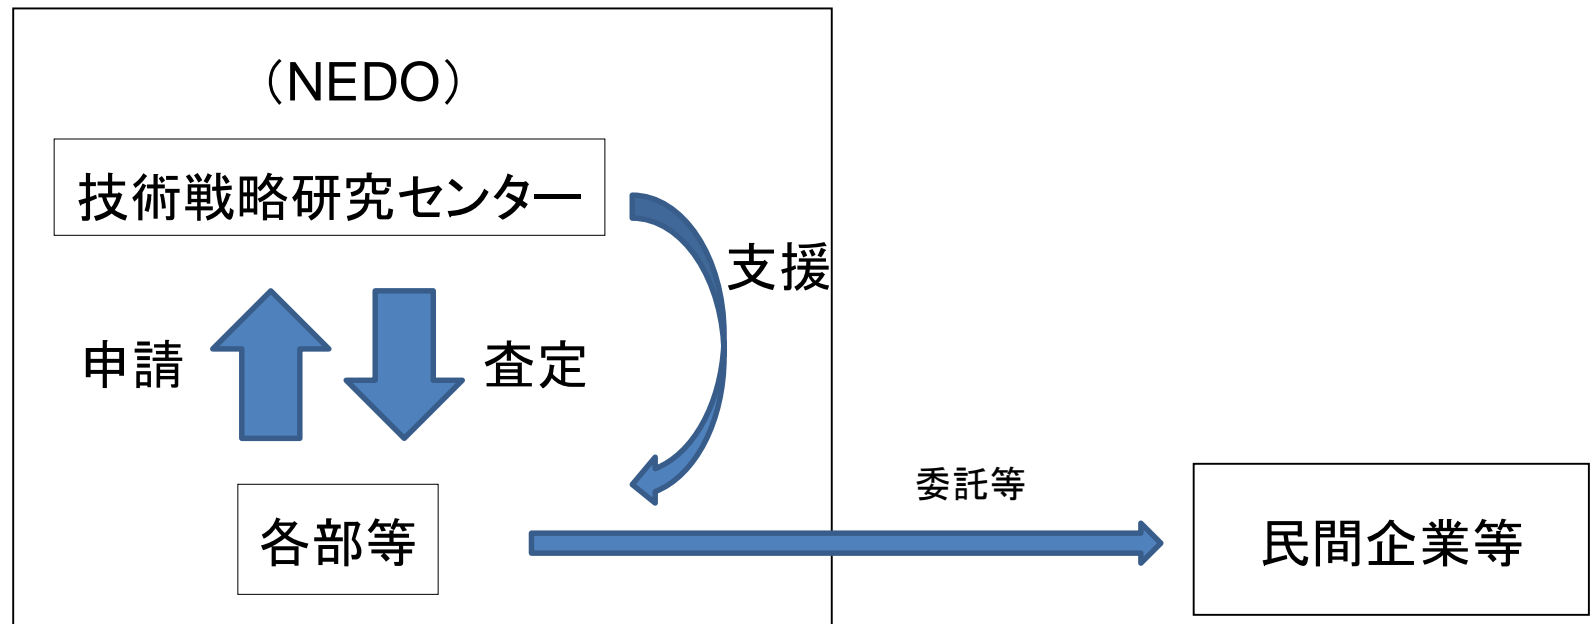 （NEDO）
技術戦略研究センター
支援
申請
査定
委託等
各部等
民間企業等